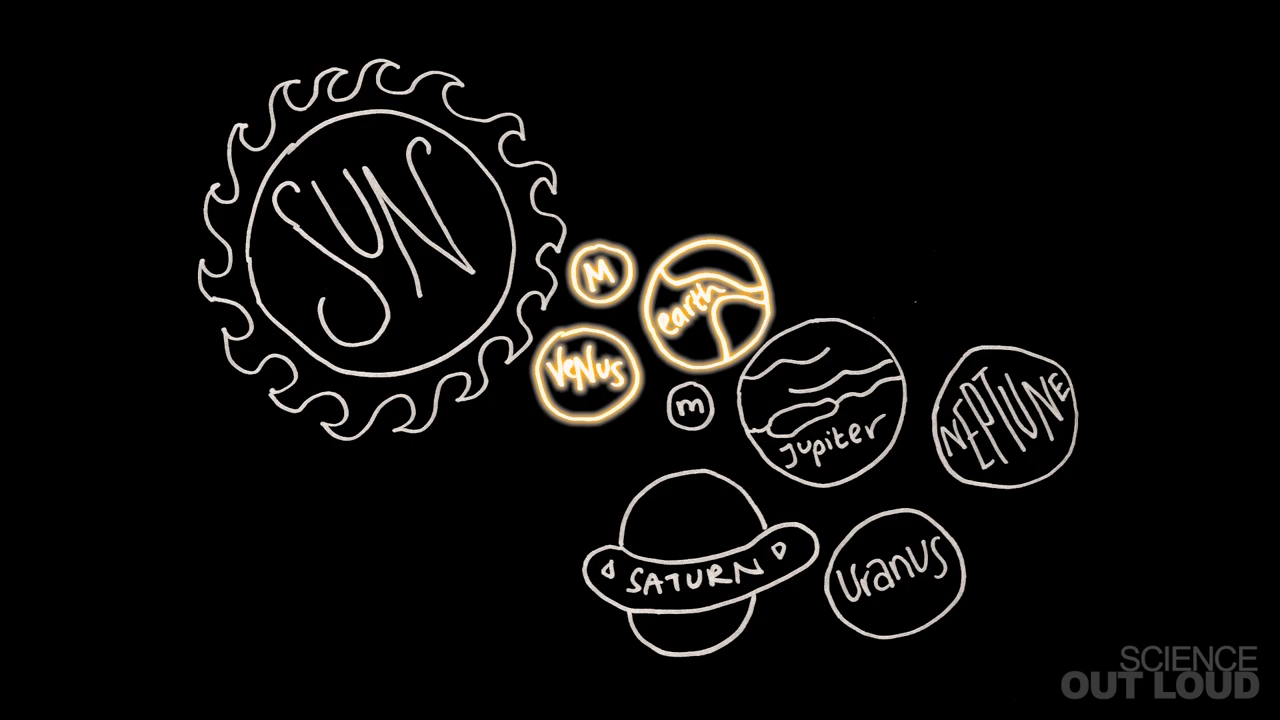 SUN
M
earth
VeNus
m
Jupiter
NEPTUNE
SATURN
Uranus
SCIENCE
OUT LOUD